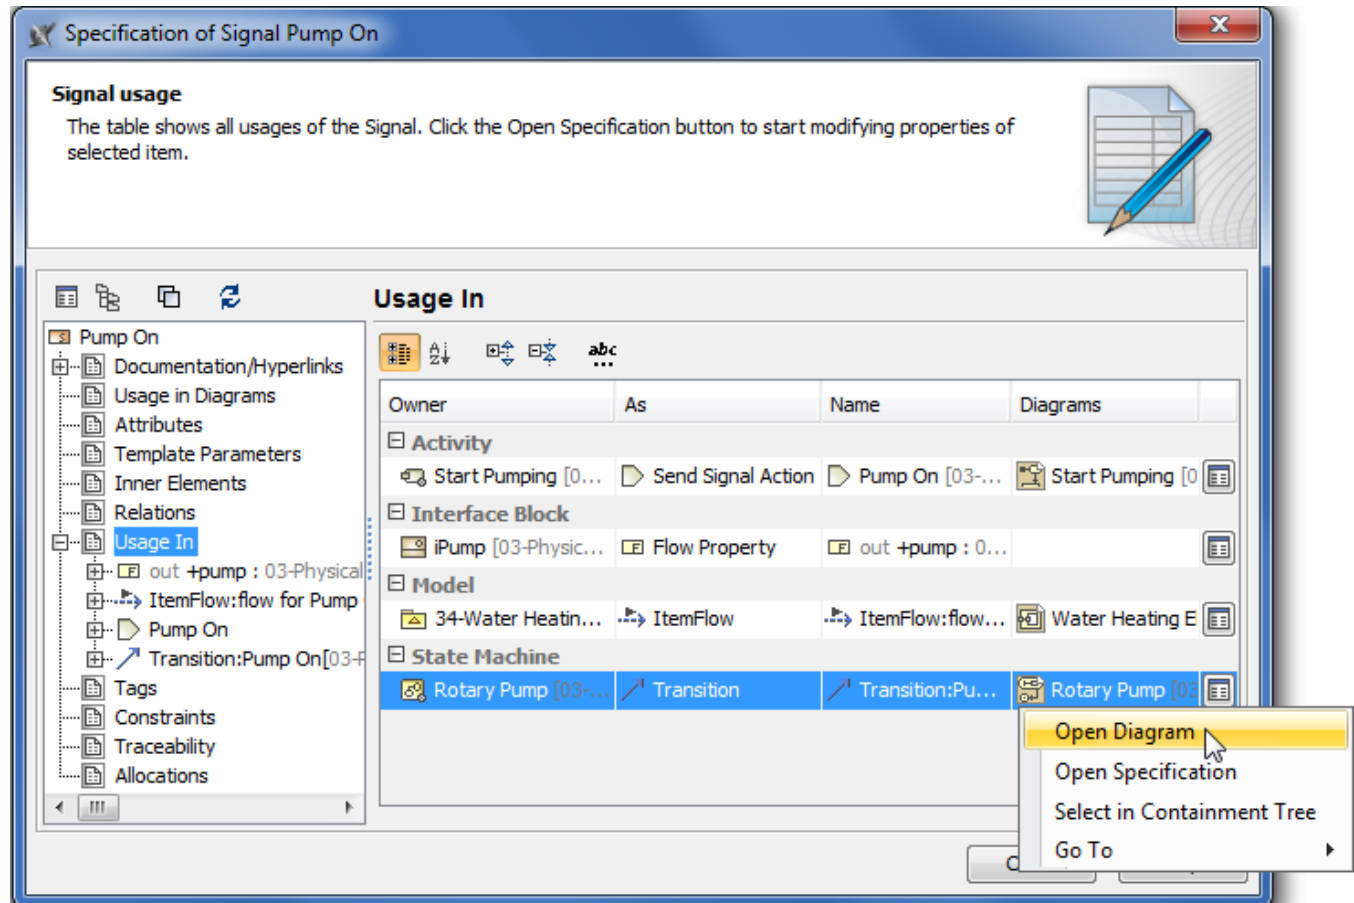 Specification of Signal Pump On
Signal usage
The table shows all usages of the Signal. Click the Open Specification button to start modifying properties of
selected item.
Usage In
Pump On
Documentation/Hyperlinks
Usage in Diagrams
Attributes
Template Parameters
Inner Elements
Relations
Usage In
out +pump : 03-Physical
ItemFlow:flow for Pump
Pump On
Transition:Pump On[03-P
Tags
Constraints
Traceability
Allocations
abc
Owner As Name Diagrams
Activity
Start Pumping [0... Send Signal Action Pump On [03-... Start Pumping [0
Interface Block
iPump [03-Physic... Flow Property out +pump : 0...
Model
34-Water Heatin... ItemFlow ItemFlow:flow... Water Heating E
State Machine
Rotary Pump [03-... Transition Transition:Pu... Rotary Pump [03
Open Diagram
Open Specification
Select in Containment Tree
Go To